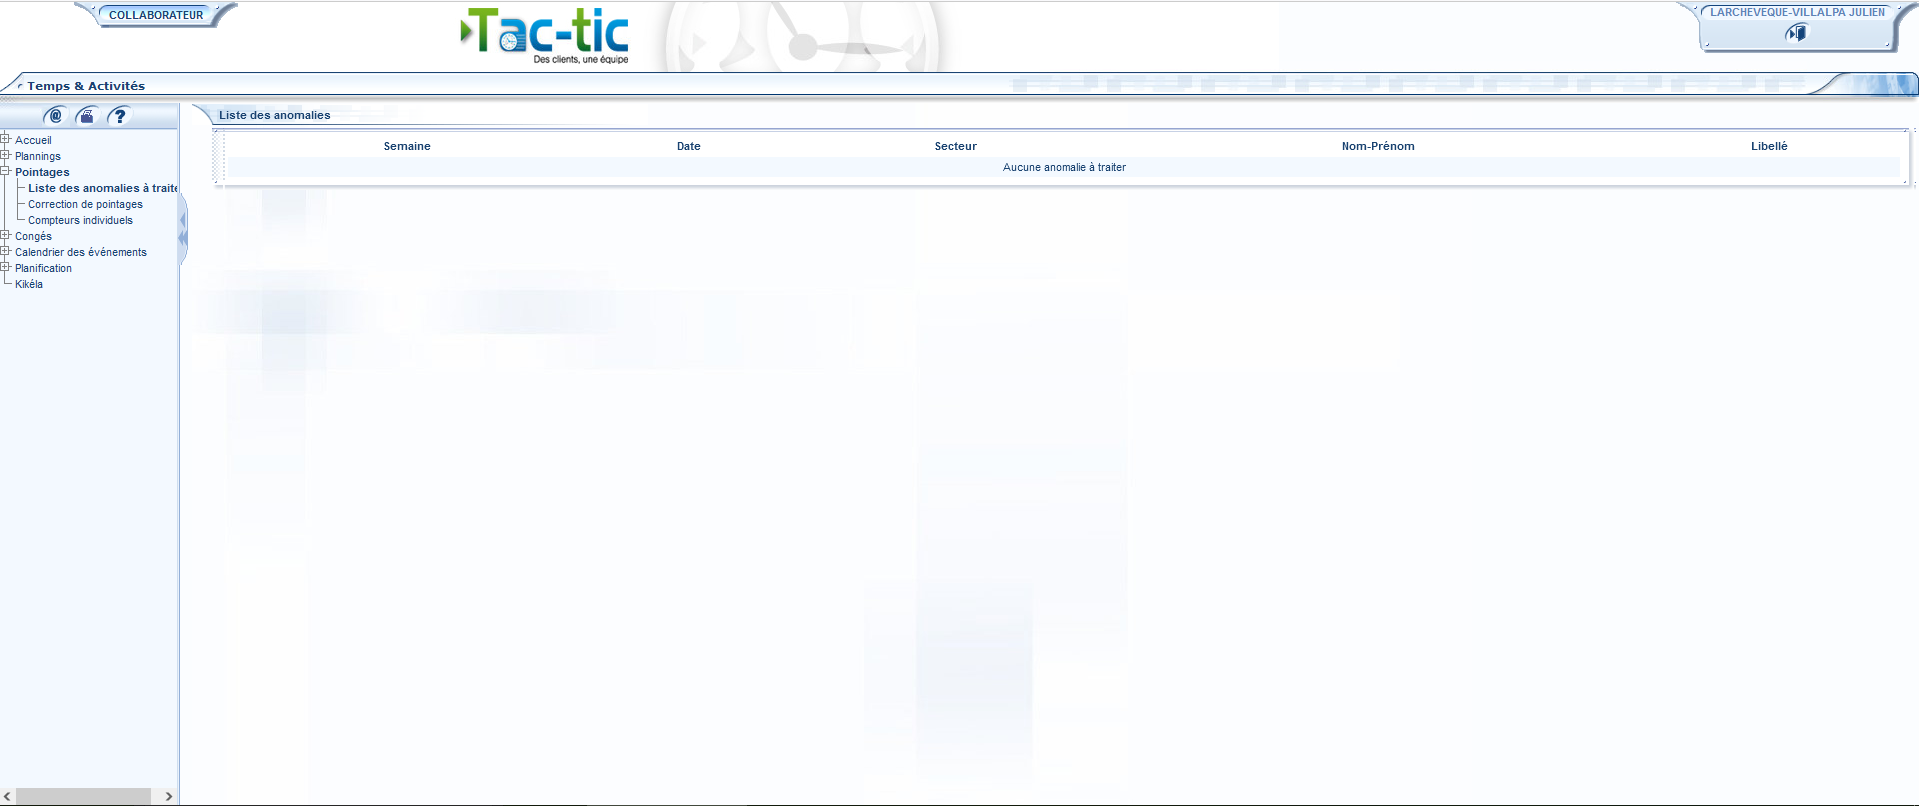 COLLABORATEUR
Tac-tic
Des clients, une équipe
LARCHEVEQUE-VILLALPA JULIEN
Temps & Activités
@ ?
Accueil
Plannings
Pointages
Liste des anomalies à traite
Correction de pointages
Compteurs individuels
Congés
Calendrier des événements
Planification
Kikéla
Liste des anomalies
Semaine Date Secteur Nom-Prénom Libellé
Aucune anomalie à traiter